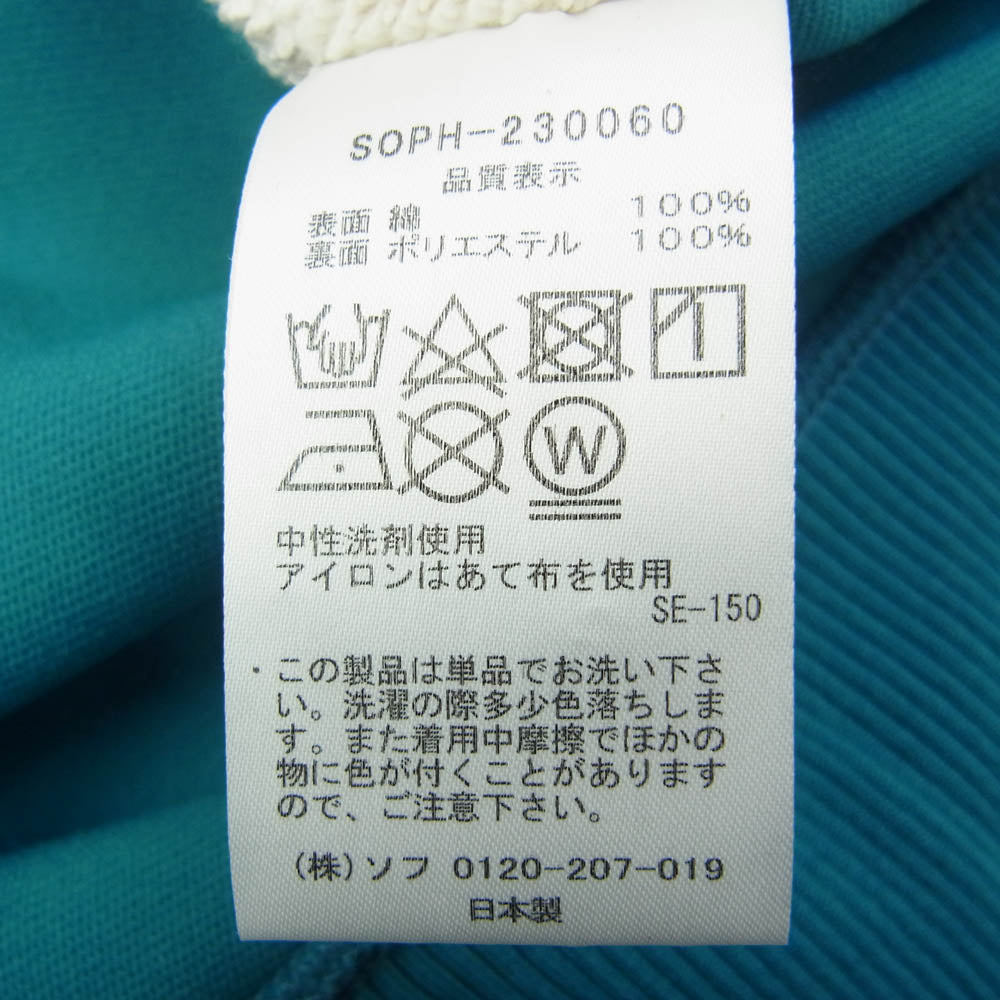 SOPH-230060
品質表示
表面 綿 100%
裏面 ポリエステル 100%
W
中性洗剤使用
アイロンはあて布を使用
SE-150
・この製品は単品でお洗い下さ
い。洗濯の際多少色落ちしま
す。また着用中摩擦でほかの
物に色が付くことがあります
ので、ご注意下さい。
(株)ソフ 0120-207-019
日本製